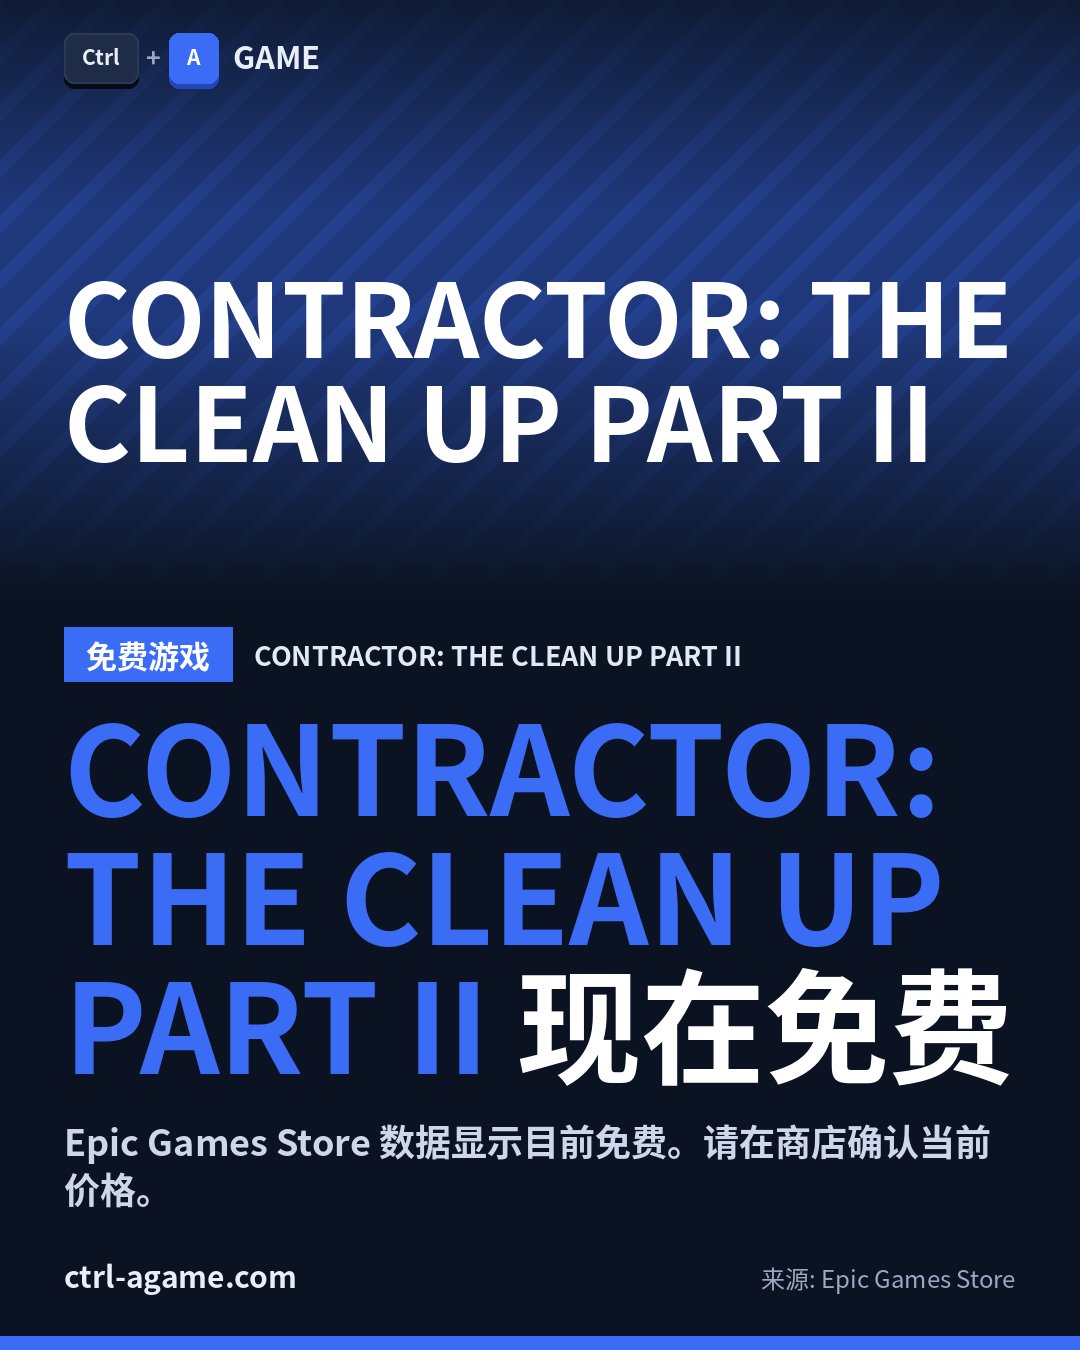 Ctrl + A GAME
CONTRACTOR: THE
CLEAN UP PART II
免费游戏 CONTRACTOR: THE CLEAN UP PART II
CONTRACTOR:
THE CLEAN UP
PART II 现在免费
Epic Games Store 数据显示目前免费。请在商店确认当前
价格。
ctrl-agame.com
来源: Epic Games Store